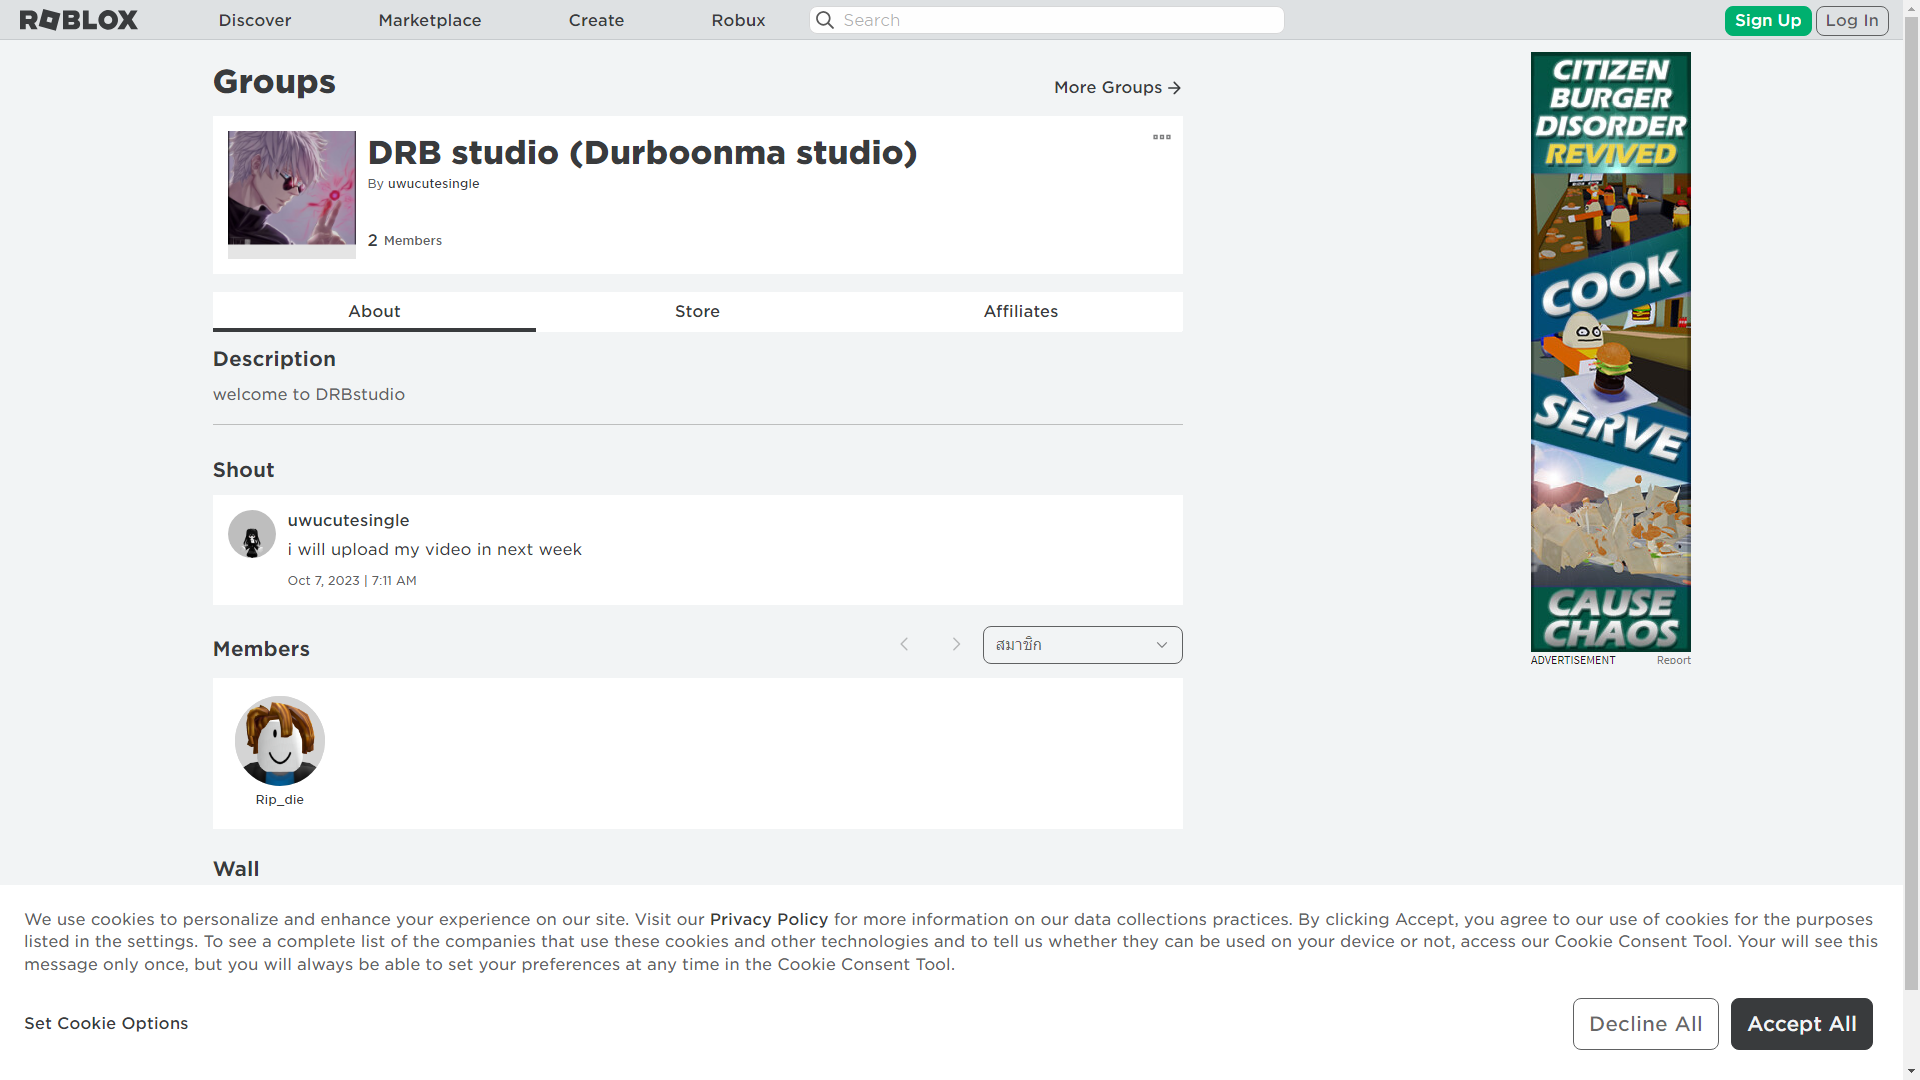 ROBLOX
Discover
Marketplace
Create
Robux
Search
Sign Up
Log In
Groups
More Groups
DRB studio (Durboonma studio)
By uwucutesingle
2 Members
About
Store
Affiliates
Description
welcome to DRBstudio
Shout
uwucutesingle
i will upload my video in next week
Oct 7, 2023 | 7:11 AM
Members
สมาชิก
Rip_die
Wall
CITIZEN
BURGER
DISORDER
REVIVED
COOK
SERVE
CAUSE
CHAOS
ADVERTISEMENT
Report
We use cookies to personalize and enhance your experience on our site. Visit our Privacy Policy for more information on our data collections practices. By clicking Accept, you agree to our use of cookies for the purposes
listed in the settings. To see a complete list of the companies that use these cookies and other technologies and to tell us whether they can be used on your device or not, access our Cookie Consent Tool. Your will see this
message only once, but you will always be able to set your preferences at any time in the Cookie Consent Tool.
Set Cookie Options
Decline All
Accept All